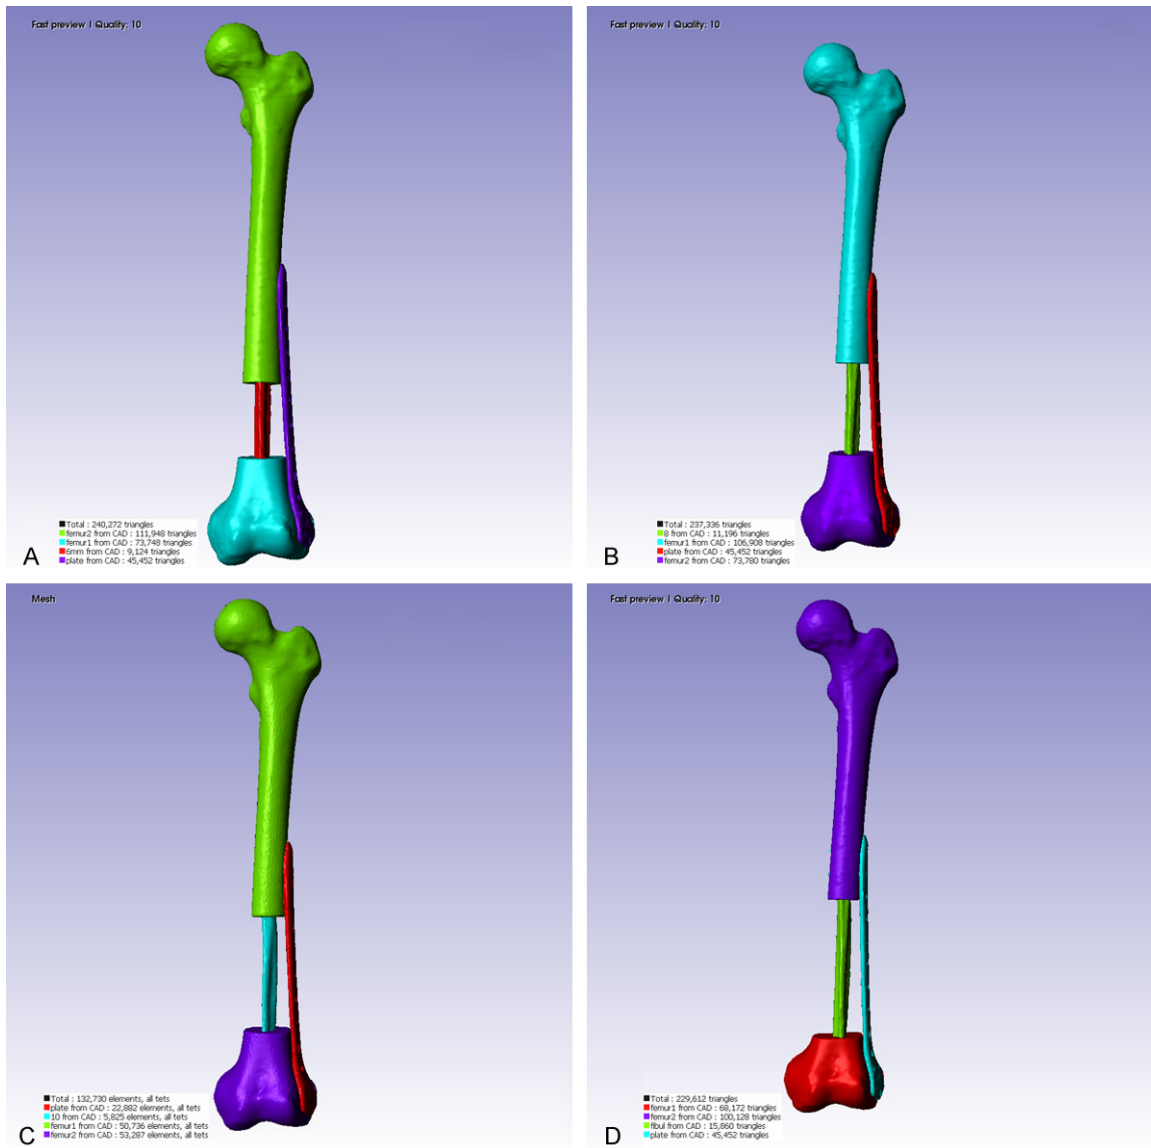 Fast preview | Quality: 10
Total : 240,272 triangles
femur2 from CAD : 111,948 triangles
femur1 from CAD : 73,748 triangles
6mm from CAD : 9,124 triangles
plate from CAD : 45,452 triangles
A
Fast preview | Quality: 10
Total : 237,336 triangles
8 from CAD : 11,196 triangles
femur1 from CAD : 106,908 triangles
plate from CAD : 45,452 triangles
femur2 from CAD : 73,780 triangles
B
Mesh
Total : 132,730 elements, all tets
plate from CAD : 22,882 elements, all tets
10 from CAD : 5,825 elements, all tets
femur1 from CAD : 50,736 elements, all tets
femur2 from CAD : 53,287 elements, all tets
C
Fast preview | Quality: 10
Total : 229,612 triangles
femur1 from CAD : 68,172 triangles
femur2 from CAD : 100,128 triangles
fibul from CAD : 15,860 triangles
plate from CAD : 45,452 triangles
D